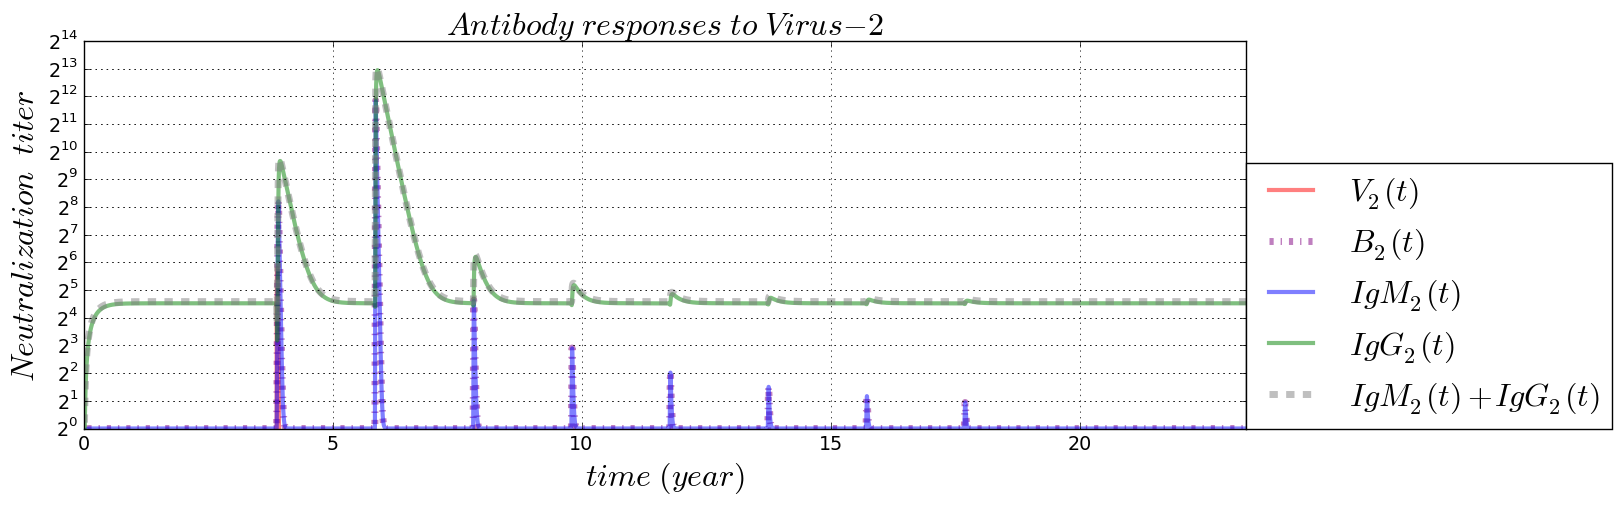 Antibody responses to Virus−2
Neutralization titer
2^14
2^13
2^12
2^11
2^10
2^9
2^8
2^7
2^6
2^5
2^4
2^3
2^2
2^1
2^0
0 5 10 15 20
time (year)
V_2(t)
B_2(t)
IgM_2(t)
IgG_2(t)
IgM_2(t)+IgG_2(t)